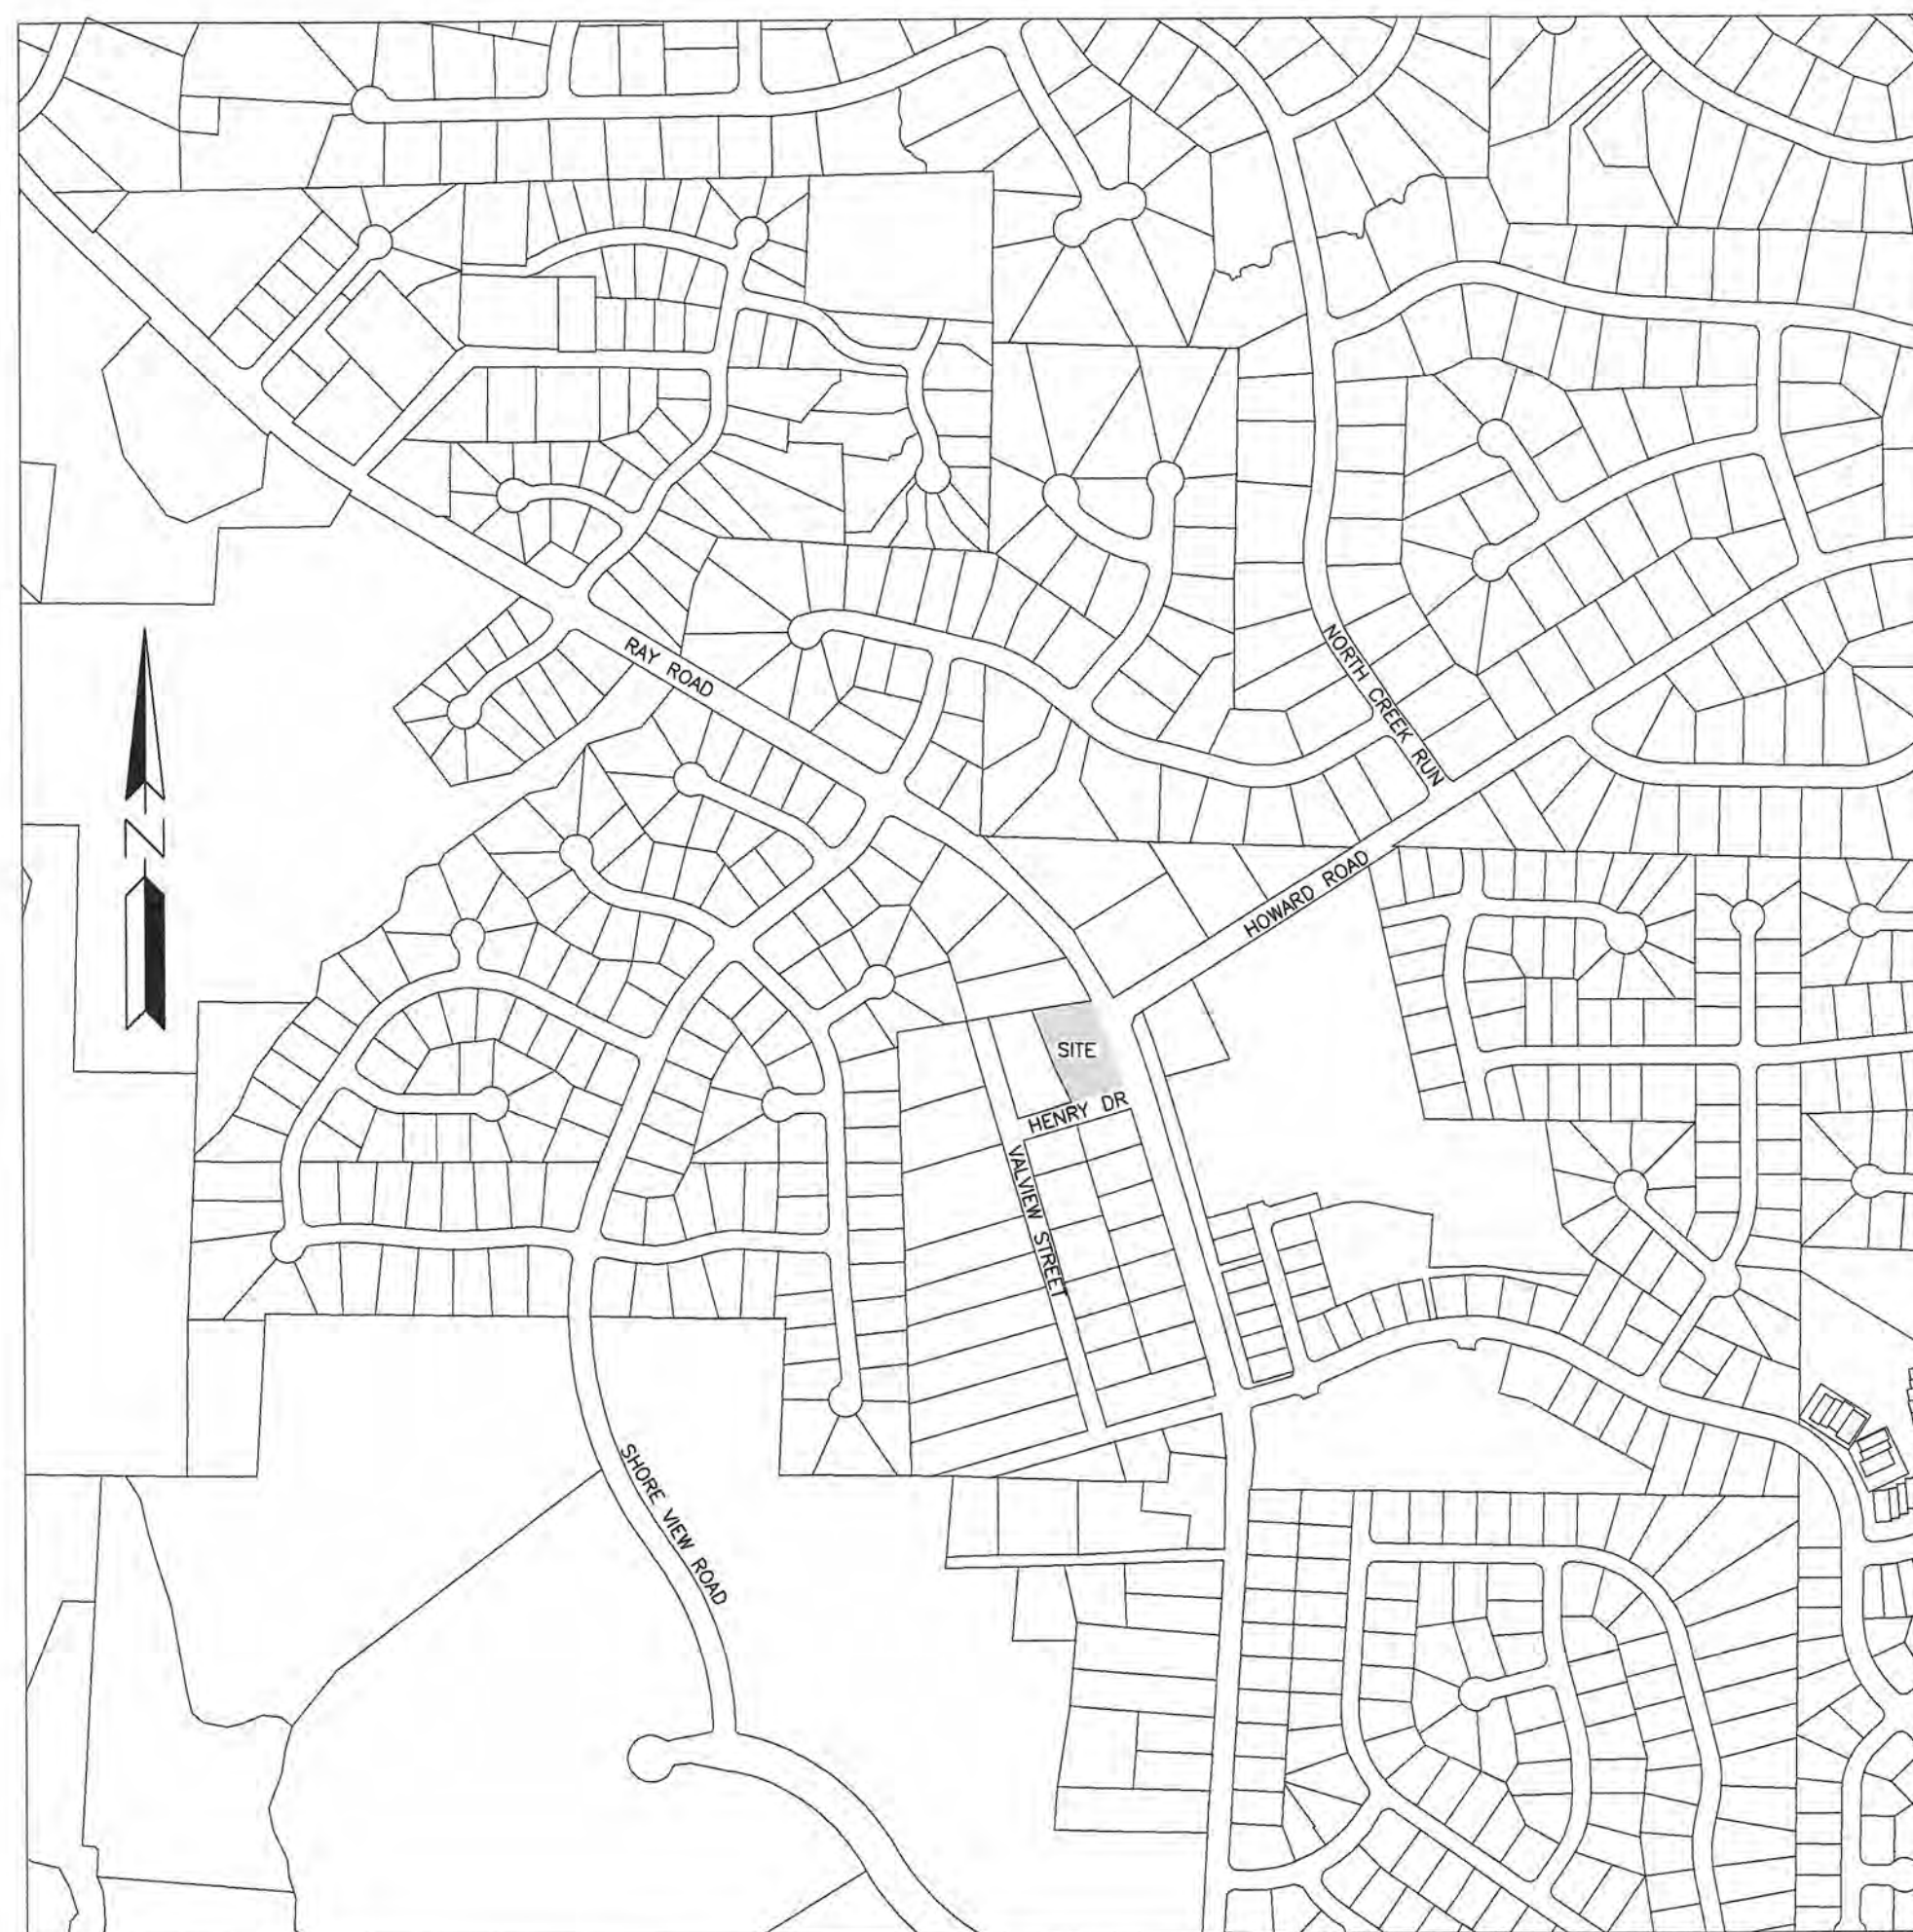 RAY ROAD
NORTH CREEK RUN
N
HOWARD ROAD
SITE
HENRY DR
VALVIEW STREET
SHORE VIEW ROAD